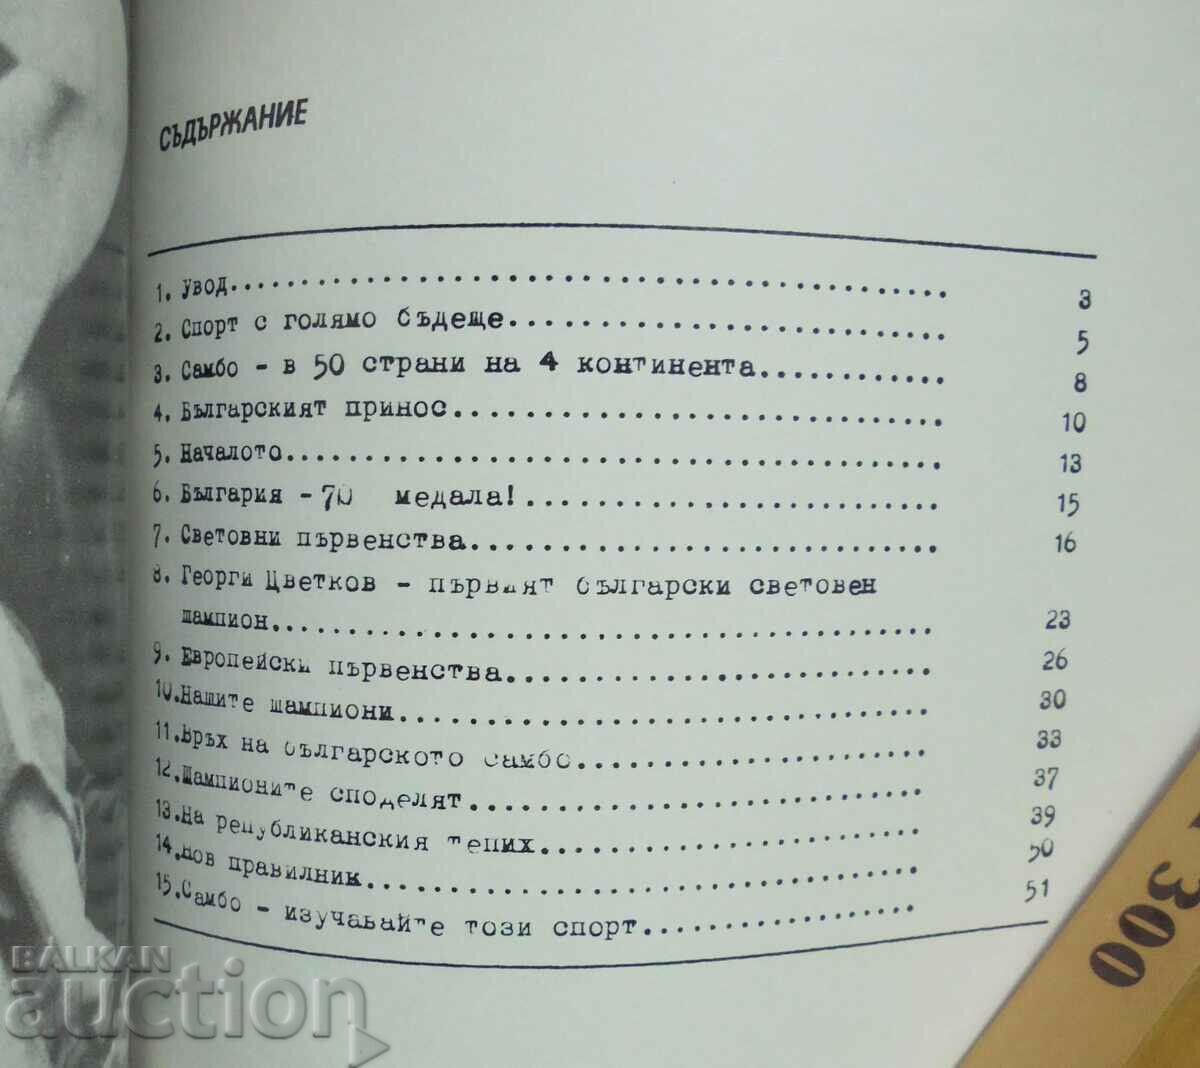 СЪДЪРЖАНИЕ
1. Увод 3
2. Спорт с голямо бъдеще 5
3. Самбо - в 50 страни на 4 континента 8
4. Българският принос 10
5. Началото 13
6. България - 70 медала! 15
7. Световни първенства 16
8. Георги Цветков - първият български световен
шампион 23
9. Европейски първенства 26
10. Нашите шампиони 30
11. Връх на българското самбо 33
12. Шампионите споделят 37
13. На републиканския тепих 39
14. Нов правилник 50
15. Самбо - изучавайте този спорт 51
300
BALKAN
auction